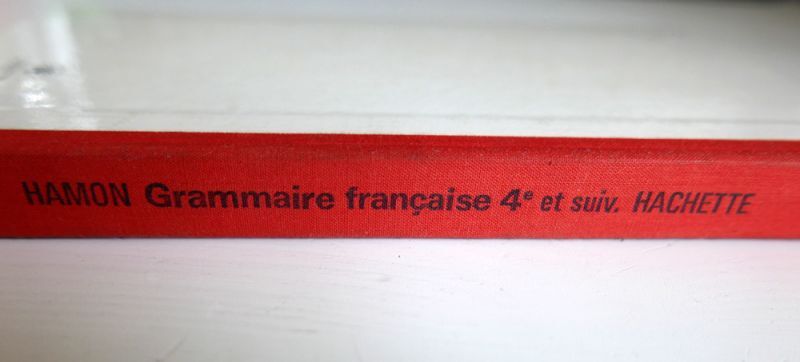 HAMON Grammaire française 4e et suiv. HACHETTE